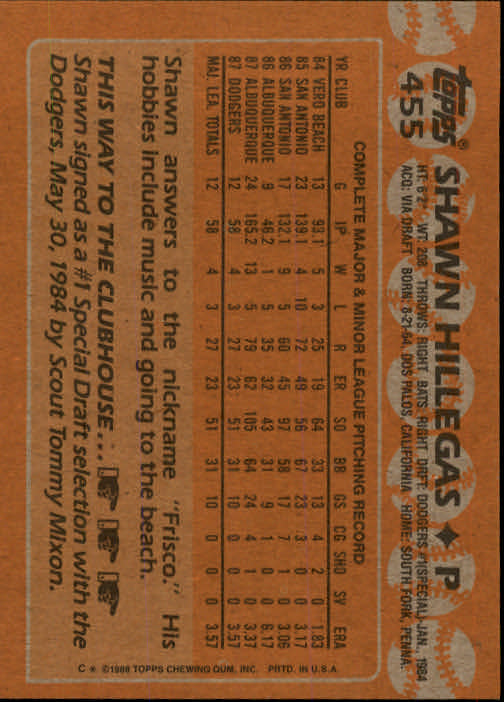 Topps®
455
SHAWN HILLEGAS ♦ P
HT: 6'2" WT: 208 THROWS: RIGHT BATS: RIGHT DRFT: DODGERS #1(SPECIAL)-JAN., 1984
ACQ: VIA DRAFT BORN: 8-21-64, DOS PALOS, CALIFORNIA HOME: SOUTH FORK, PENNA.
COMPLETE MAJOR & MINOR LEAGUE PITCHING RECORD
YR CLUB G IP W L R ER SO BB GS CG SHO SV ERA
84 VERO BEACH 13 93.1 5 3 25 19 64 33 13 4 2 0 1.83
85 SAN ANTONIO 23 139.1 4 10 72 49 56 67 23 3 0 0 3.17
86 SAN ANTONIO 17 132.1 9 5 60 45 97 58 17 7 1 0 3.06
86 ALBUQUERQUE 9 46.2 1 5 35 32 43 31 9 1 0 0 6.17
87 ALBUQUERQUE 24 165.2 13 5 79 62 105 64 24 4 1 0 3.37
87 DODGERS 12 58 4 3 27 23 51 31 10 0 0 0 3.57
MAJ. LEA. TOTALS 12 58 4 3 27 23 51 31 10 0 0 0 3.57
Shawn answers to the nickname "Frisco." His
hobbies include music and going to the beach.
THIS WAY TO THE CLUBHOUSE...
Shawn signed as a #1 Special Draft selection with the
Dodgers, May 30, 1984 by Scout Tommy Mixon.
C * ©1988 TOPPS CHEWING GUM, INC. PRTD. IN U.S.A.